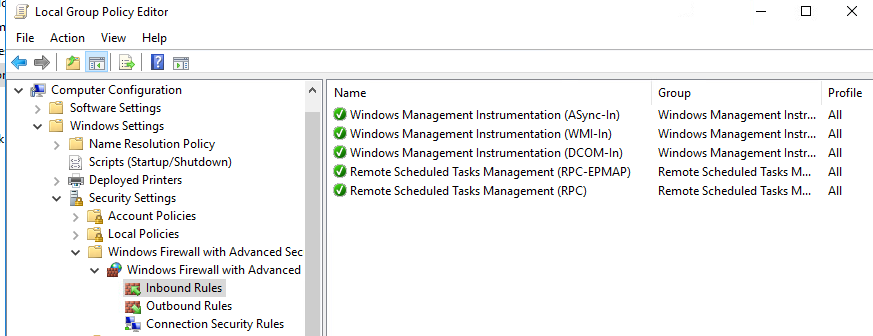 Local Group Policy Editor
File Action View Help
Name Group Profile
Computer Configuration
Software Settings
Windows Settings
Name Resolution Policy
Scripts (Startup/Shutdown)
Deployed Printers
Security Settings
Account Policies
Local Policies
Windows Firewall with Advanced Sec
Windows Firewall with Advanced
Inbound Rules
Outbound Rules
Connection Security Rules
Windows Management Instrumentation (ASync-In) Windows Management Instr... All
Windows Management Instrumentation (WMI-In) Windows Management Instr... All
Windows Management Instrumentation (DCOM-In) Windows Management Instr... All
Remote Scheduled Tasks Management (RPC-EPMAP) Remote Scheduled Tasks M... All
Remote Scheduled Tasks Management (RPC) Remote Scheduled Tasks M... All